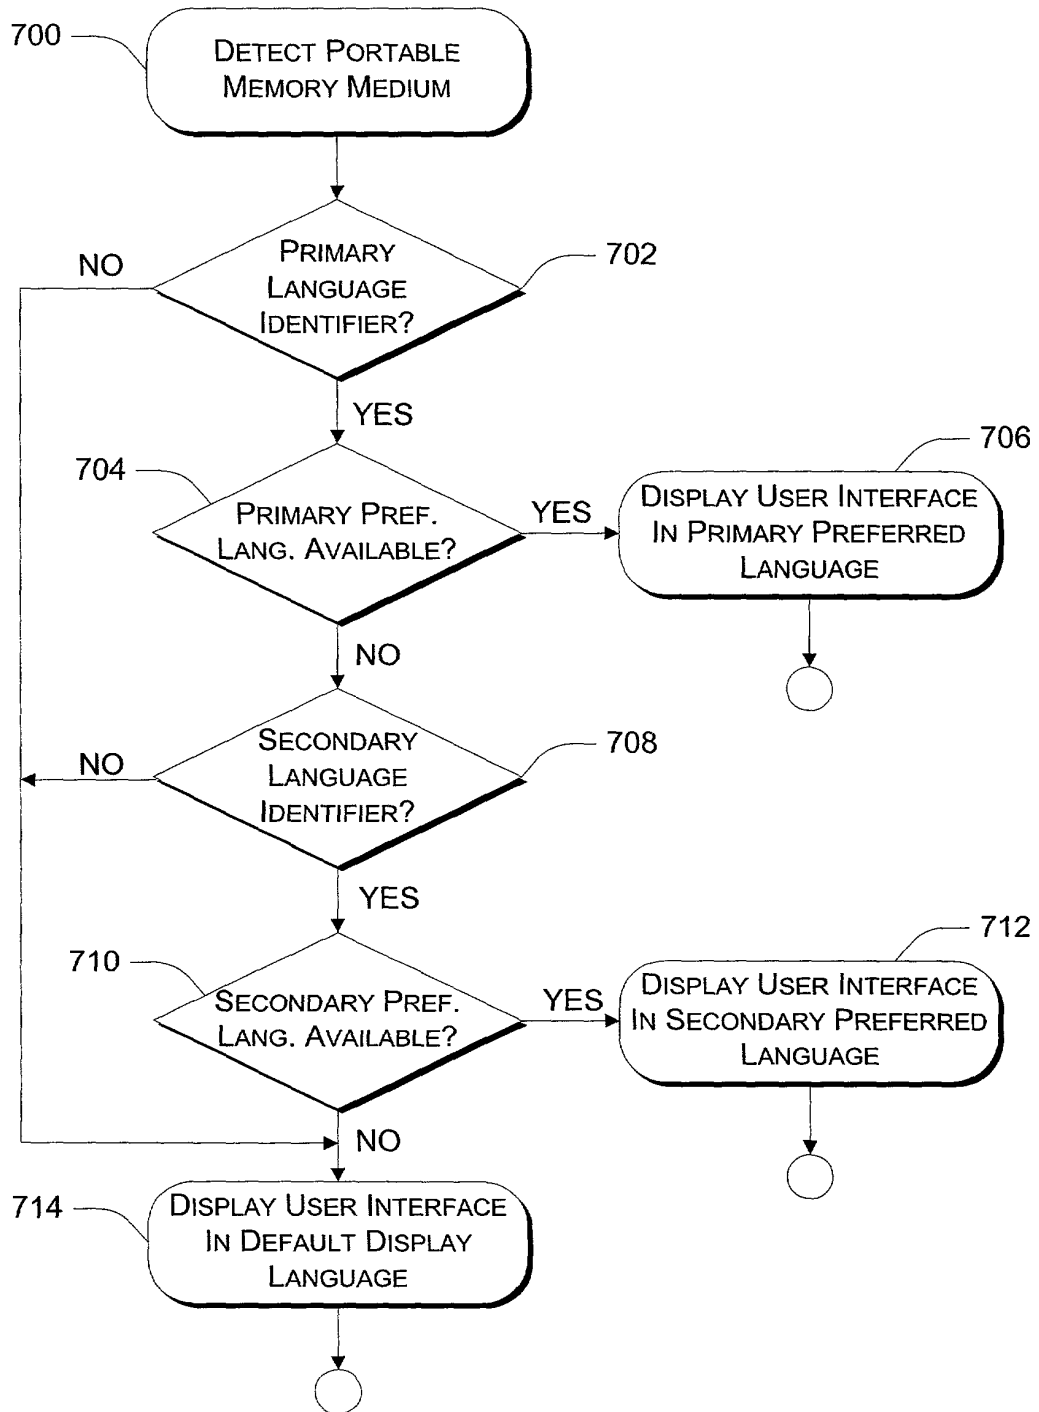 700
DETECT PORTABLE
MEMORY MEDIUM
PRIMARY
LANGUAGE
IDENTIFIER?
702
NO
YES
704
PRIMARY PREF.
LANG. AVAILABLE?
YES
706
DISPLAY USER INTERFACE
IN PRIMARY PREFERRED
LANGUAGE
NO
SECONDARY
LANGUAGE
IDENTIFIER?
708
NO
YES
710
SECONDARY PREF.
LANG. AVAILABLE?
YES
712
DISPLAY USER INTERFACE
IN SECONDARY PREFERRED
LANGUAGE
NO
714
DISPLAY USER INTERFACE
IN DEFAULT DISPLAY
LANGUAGE